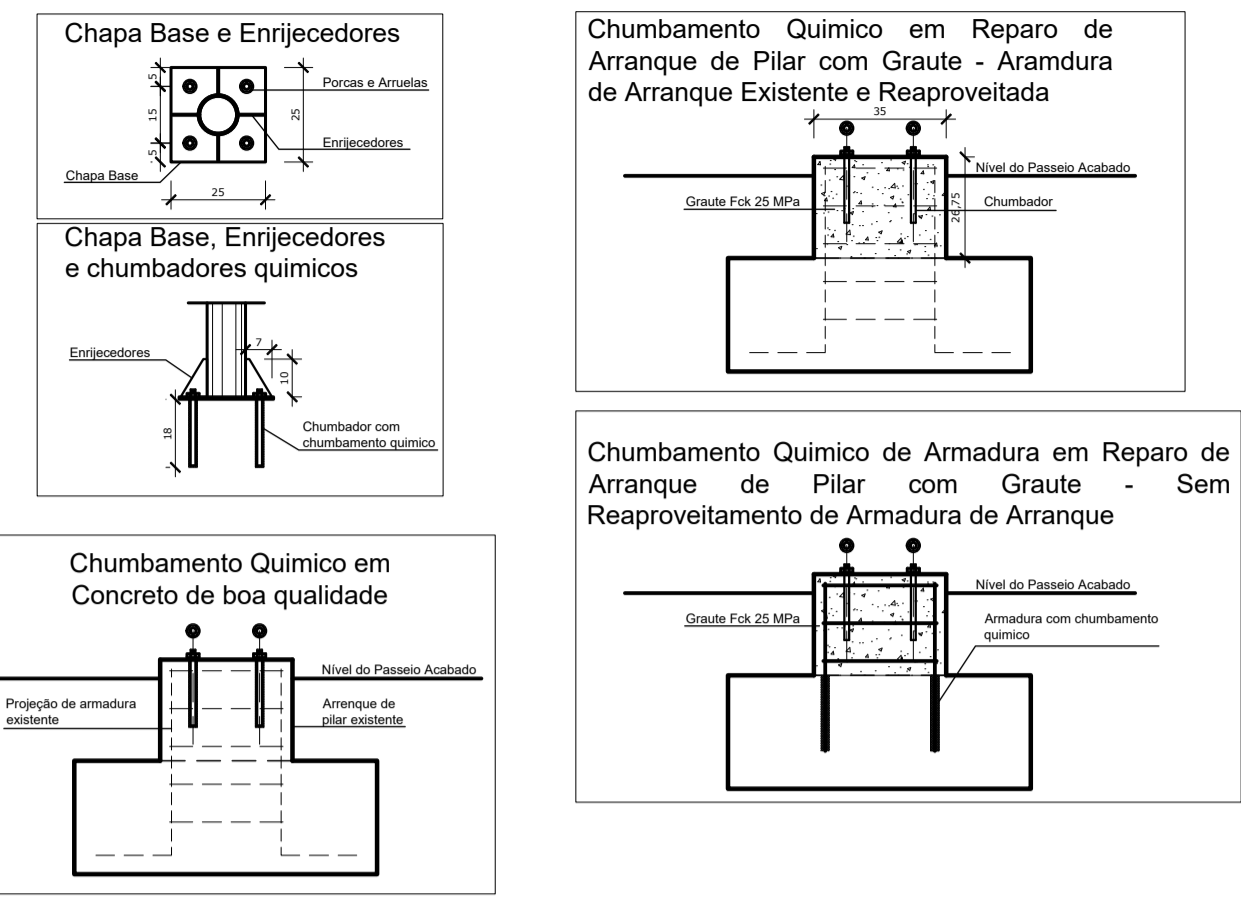 Chapa Base e Enrijecedores
5
15
5
25
Porcas e Arruelas
Enrijecedores
Chapa Base
25
Chapa Base, Enrijecedores
e chumbadores quimicos
Enrijecedores
7
10
18
Chumbador com
chumbamento quimico
Chumbamento Quimico em
Concreto de boa qualidade
Nível do Passeio Acabado
Projeção de armadura
existente
Arrenque de
pilar existente
Chumbamento Quimico em Reparo de
Arranque de Pilar com Graute - Aramdura
de Arranque Existente e Reaproveitada
35
Nível do Passeio Acabado
Graute Fck 25 MPa
Chumbador
26,75
Chumbamento Quimico de Armadura em Reparo de
Arranque de Pilar com Graute - Sem
Reaproveitamento de Armadura de Arranque
Nível do Passeio Acabado
Graute Fck 25 MPa
Armadura com chumbamento
quimico